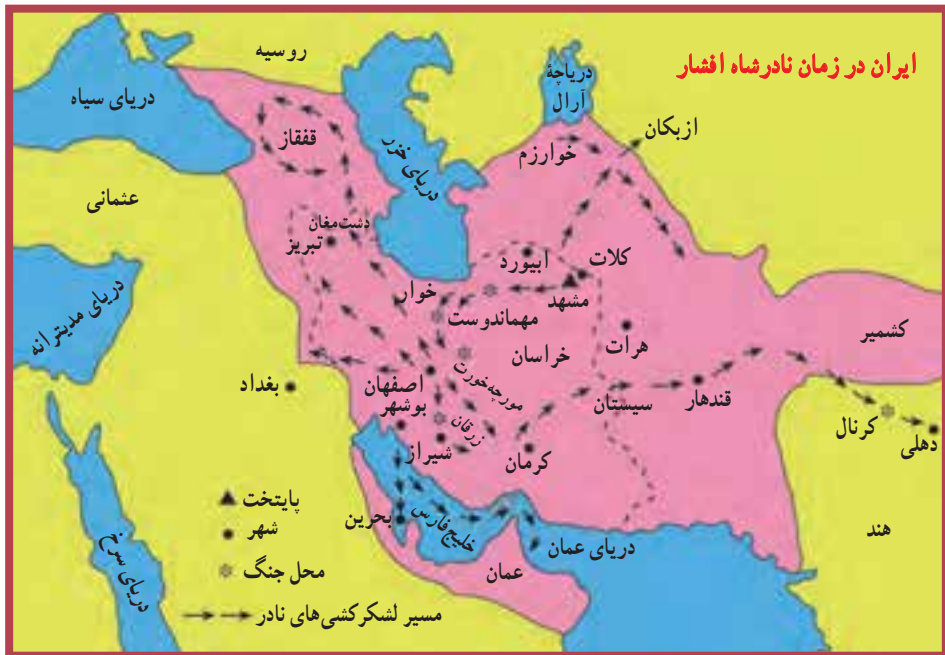 ایران در زمان نادرشاه افشار
روسیه
دریاچهٔ
آرال
دریای سیاه
ازبکان
خوارزم
قفقاز
دریای خزر
عثمانی
دشت‌مغان
تبریز
ابیورد
کلات
مشهد
خوار
مهماندوست
دریای مدیترانه
خراسان
هرات
کشمیر
مورچه‌خورت
اصفهان
بغداد
بوشهر
زرقان
سیستان
قندهار
کرنال
دهلی
شیراز
کرمان
پایتخت
شهر
بحرین
خلیج‌فارس
دریای عمان
هند
محل جنگ
عمان
دریای سرخ
مسیر لشکرکشی‌های نادر